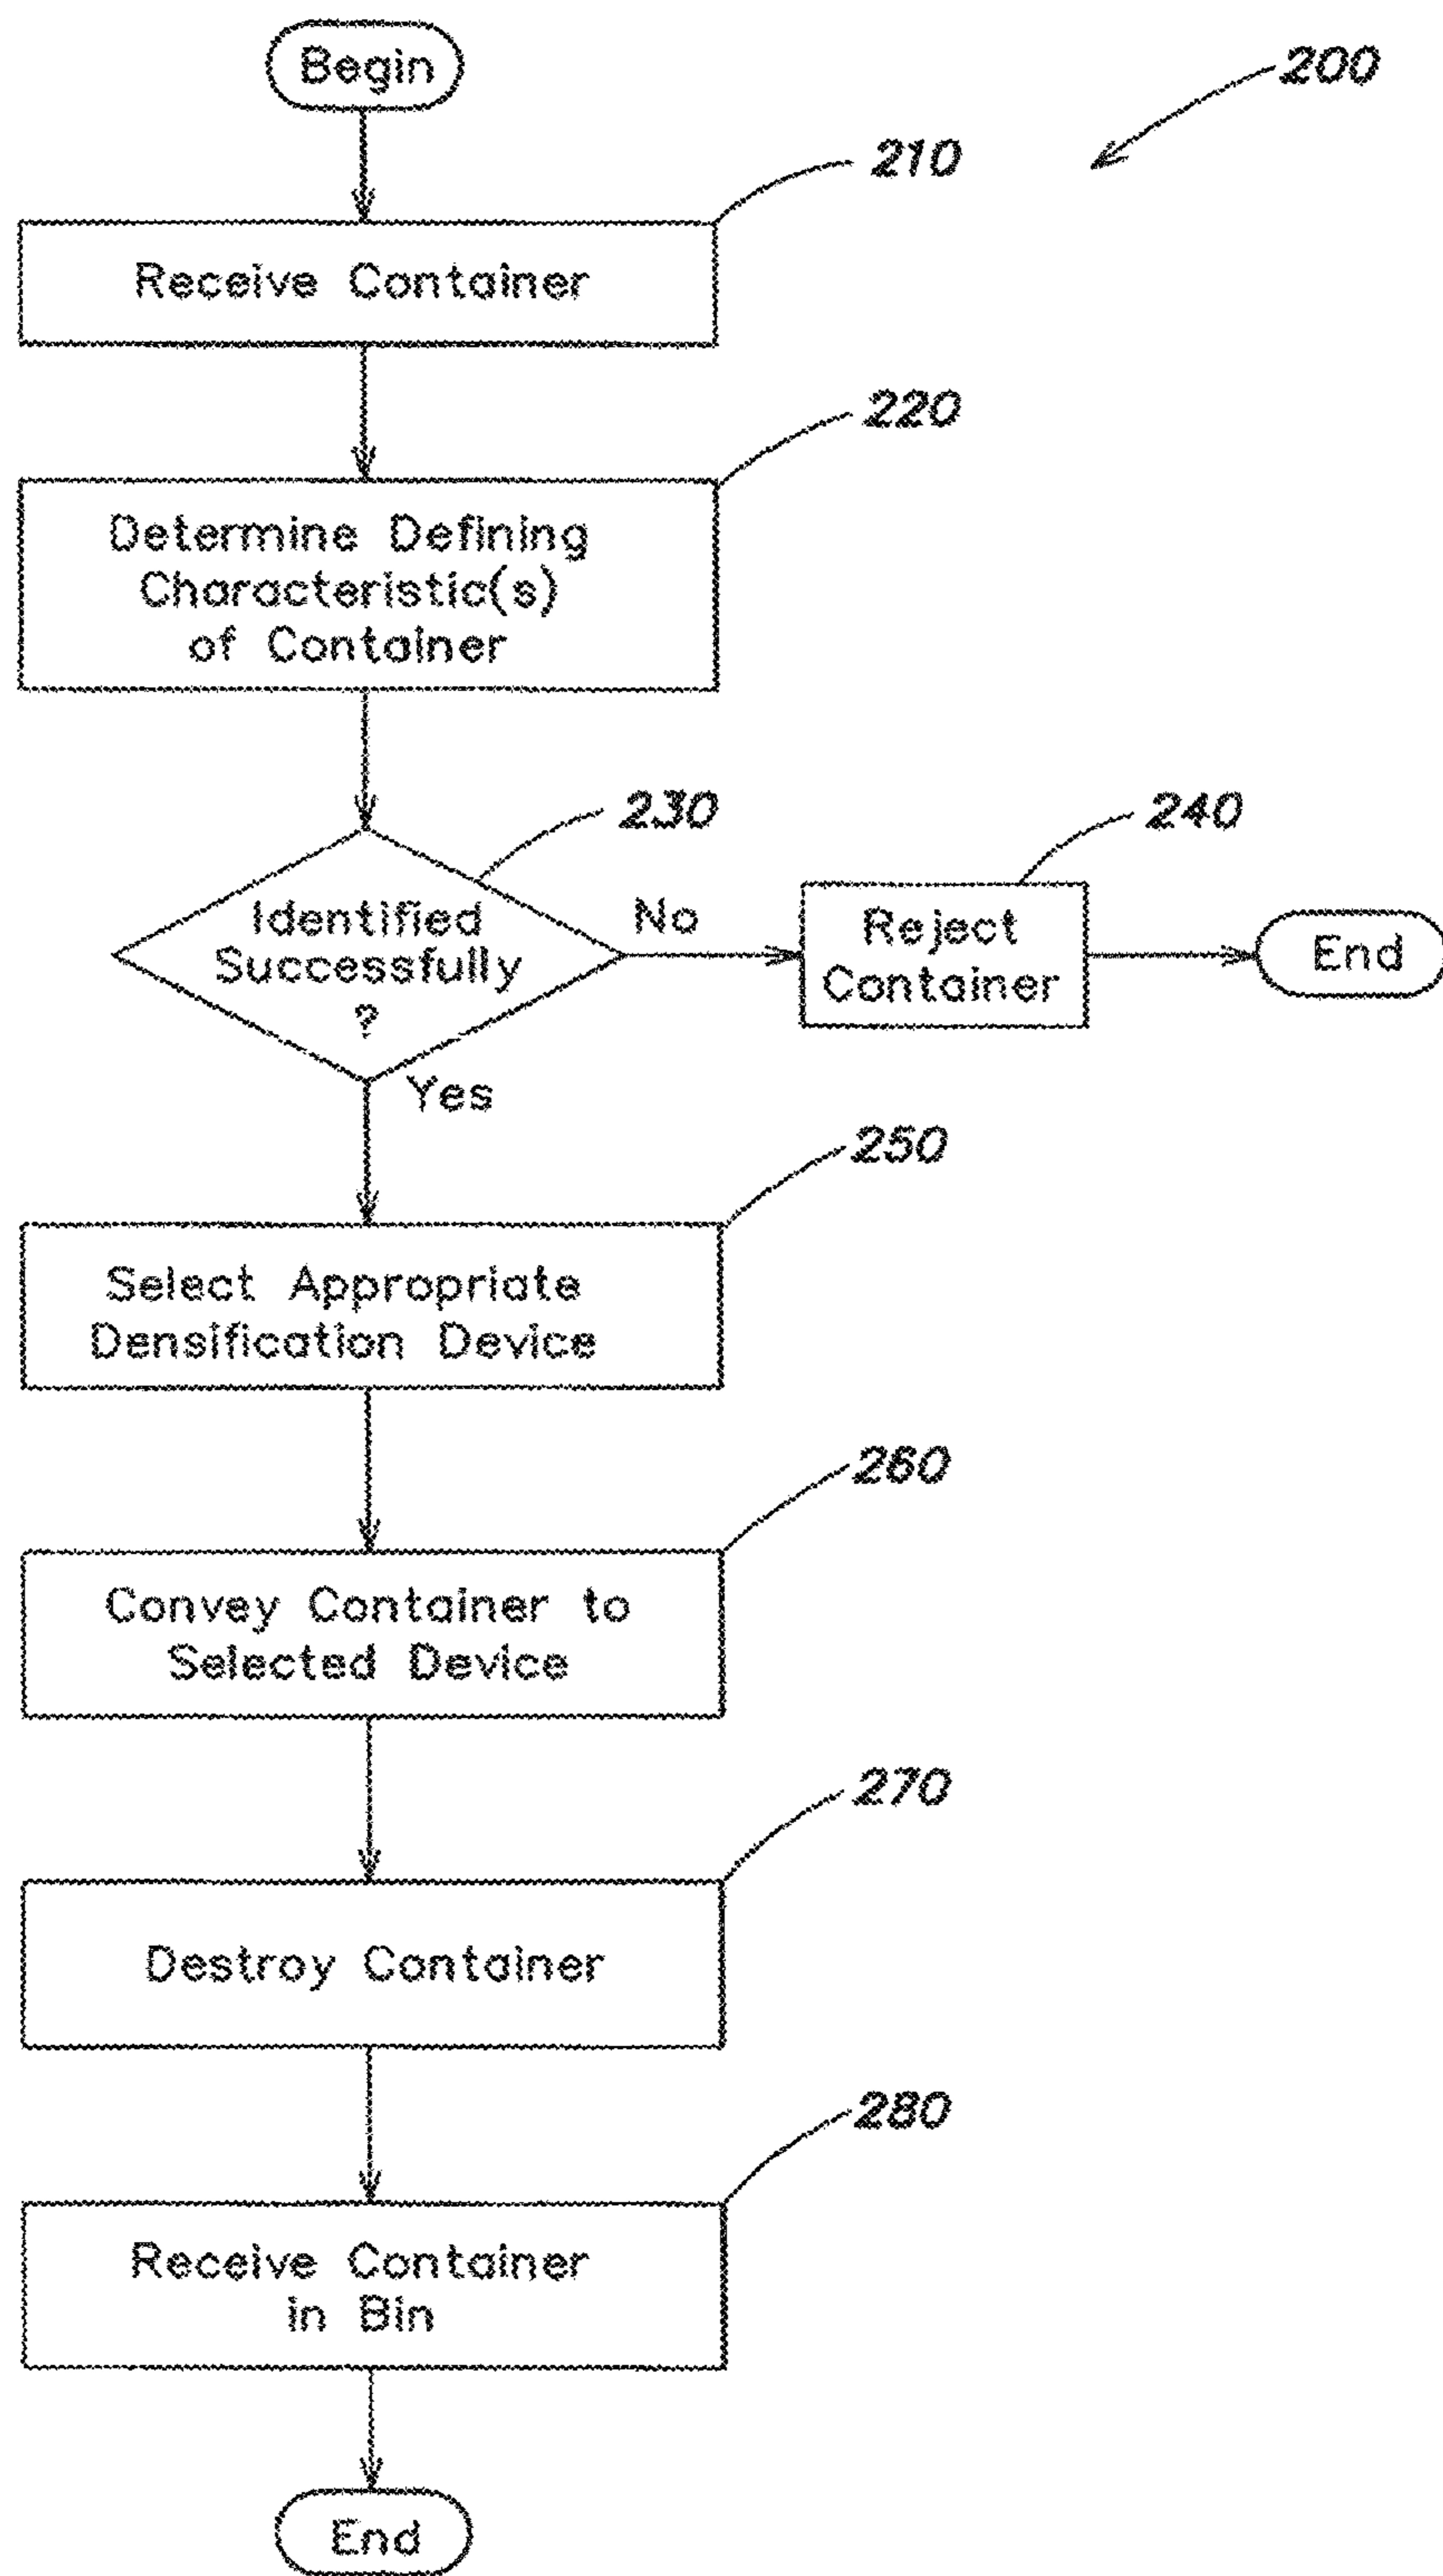 Begin
200
210
Receive Container
220
Determine Defining
Characteristic(s)
of Container
230
240
Identified
Successfully
?
No
Reject
Container
End
Yes
250
Select Appropriate
Densification Device
260
Convey Container to
Selected Device
270
Destroy Container
280
Receive Container
in Bin
End